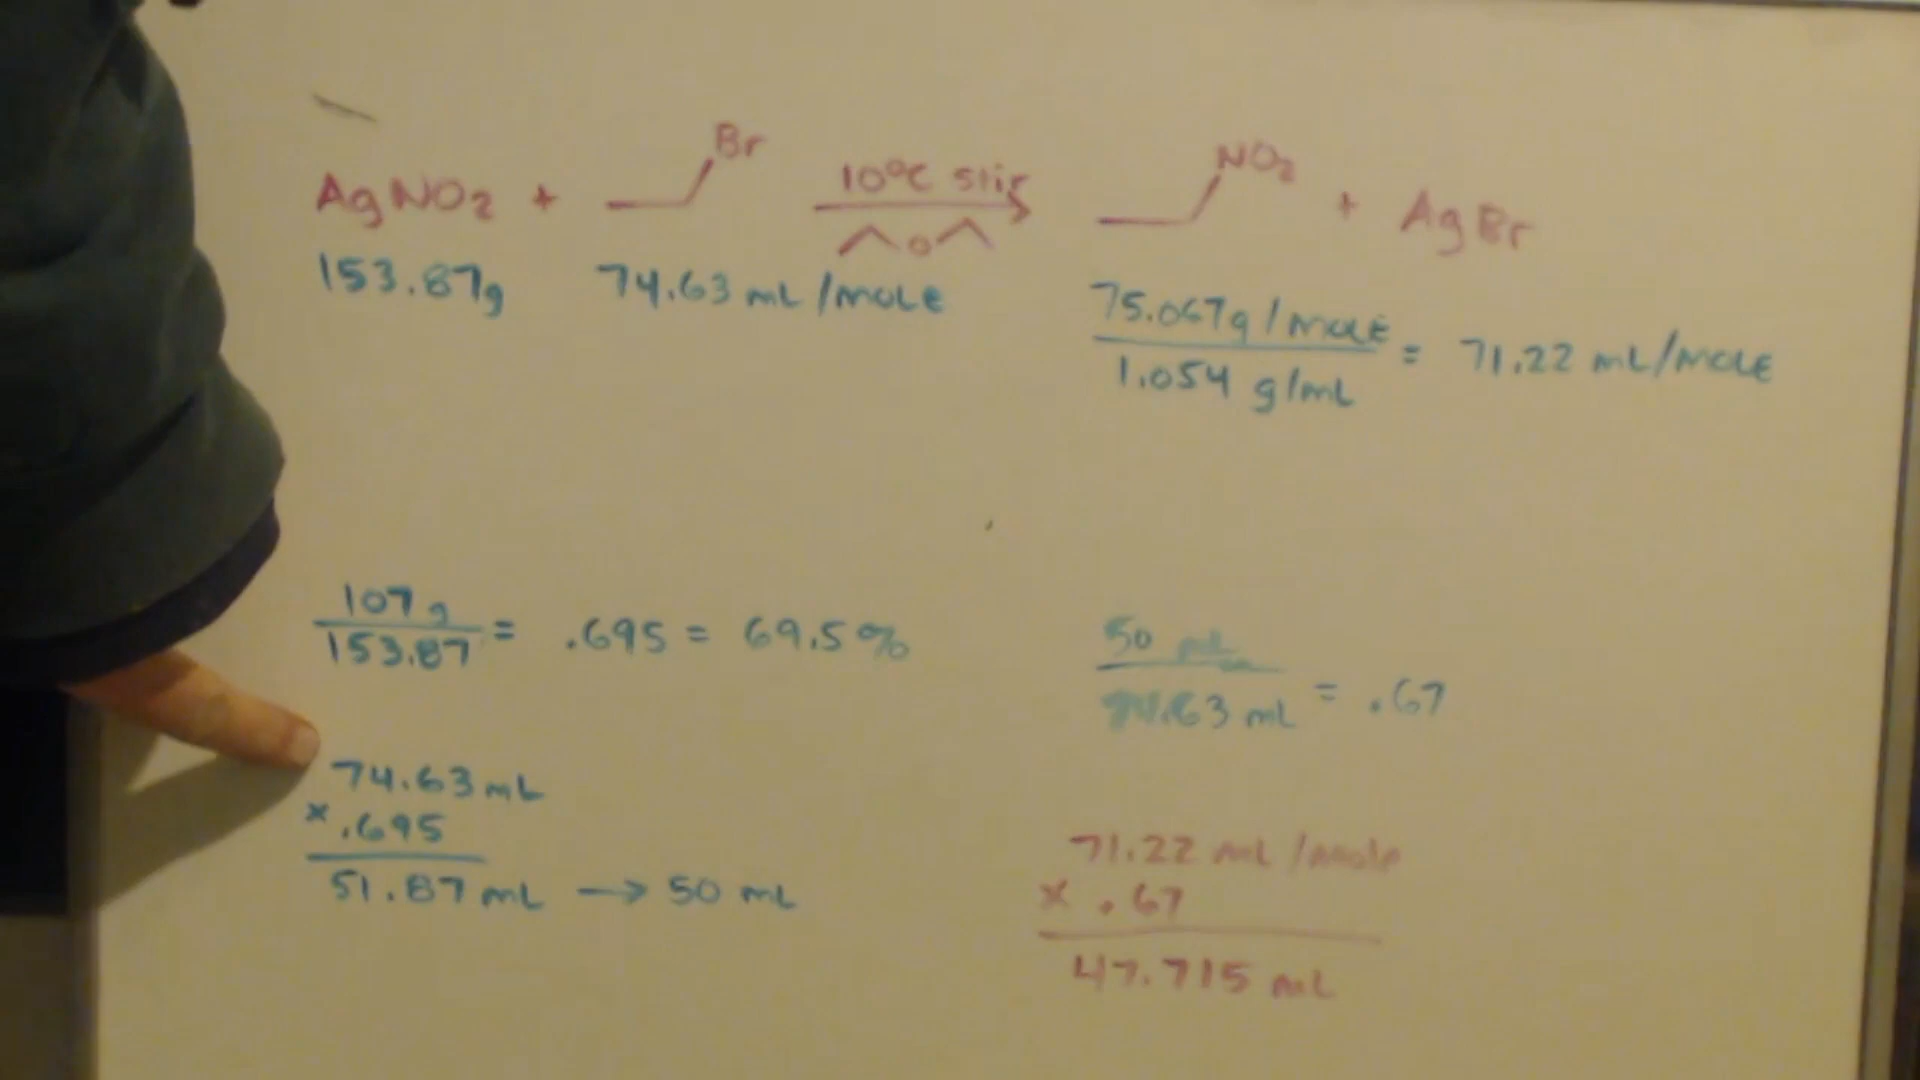 AgNO2 + Br 10°C stir O NO2 + AgBr
153.87g 74.63 mL/mole
75.067g/mole
1.054 g/mL
= 71.22 mL/mole
107g
153.87
= .695 = 69.5%
74.63 mL
x .695
51.87 mL → 50 mL
50 mL
74.63 mL
= .67
71.22 mL/mole
x .67
47.715 mL